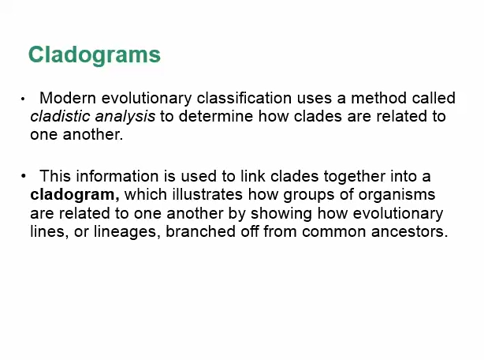 Cladograms
• Modern evolutionary classification uses a method called
cladistic analysis to determine how clades are related to
one another.
• This information is used to link clades together into a
cladogram, which illustrates how groups of organisms
are related to one another by showing how evolutionary
lines, or lineages, branched off from common ancestors.